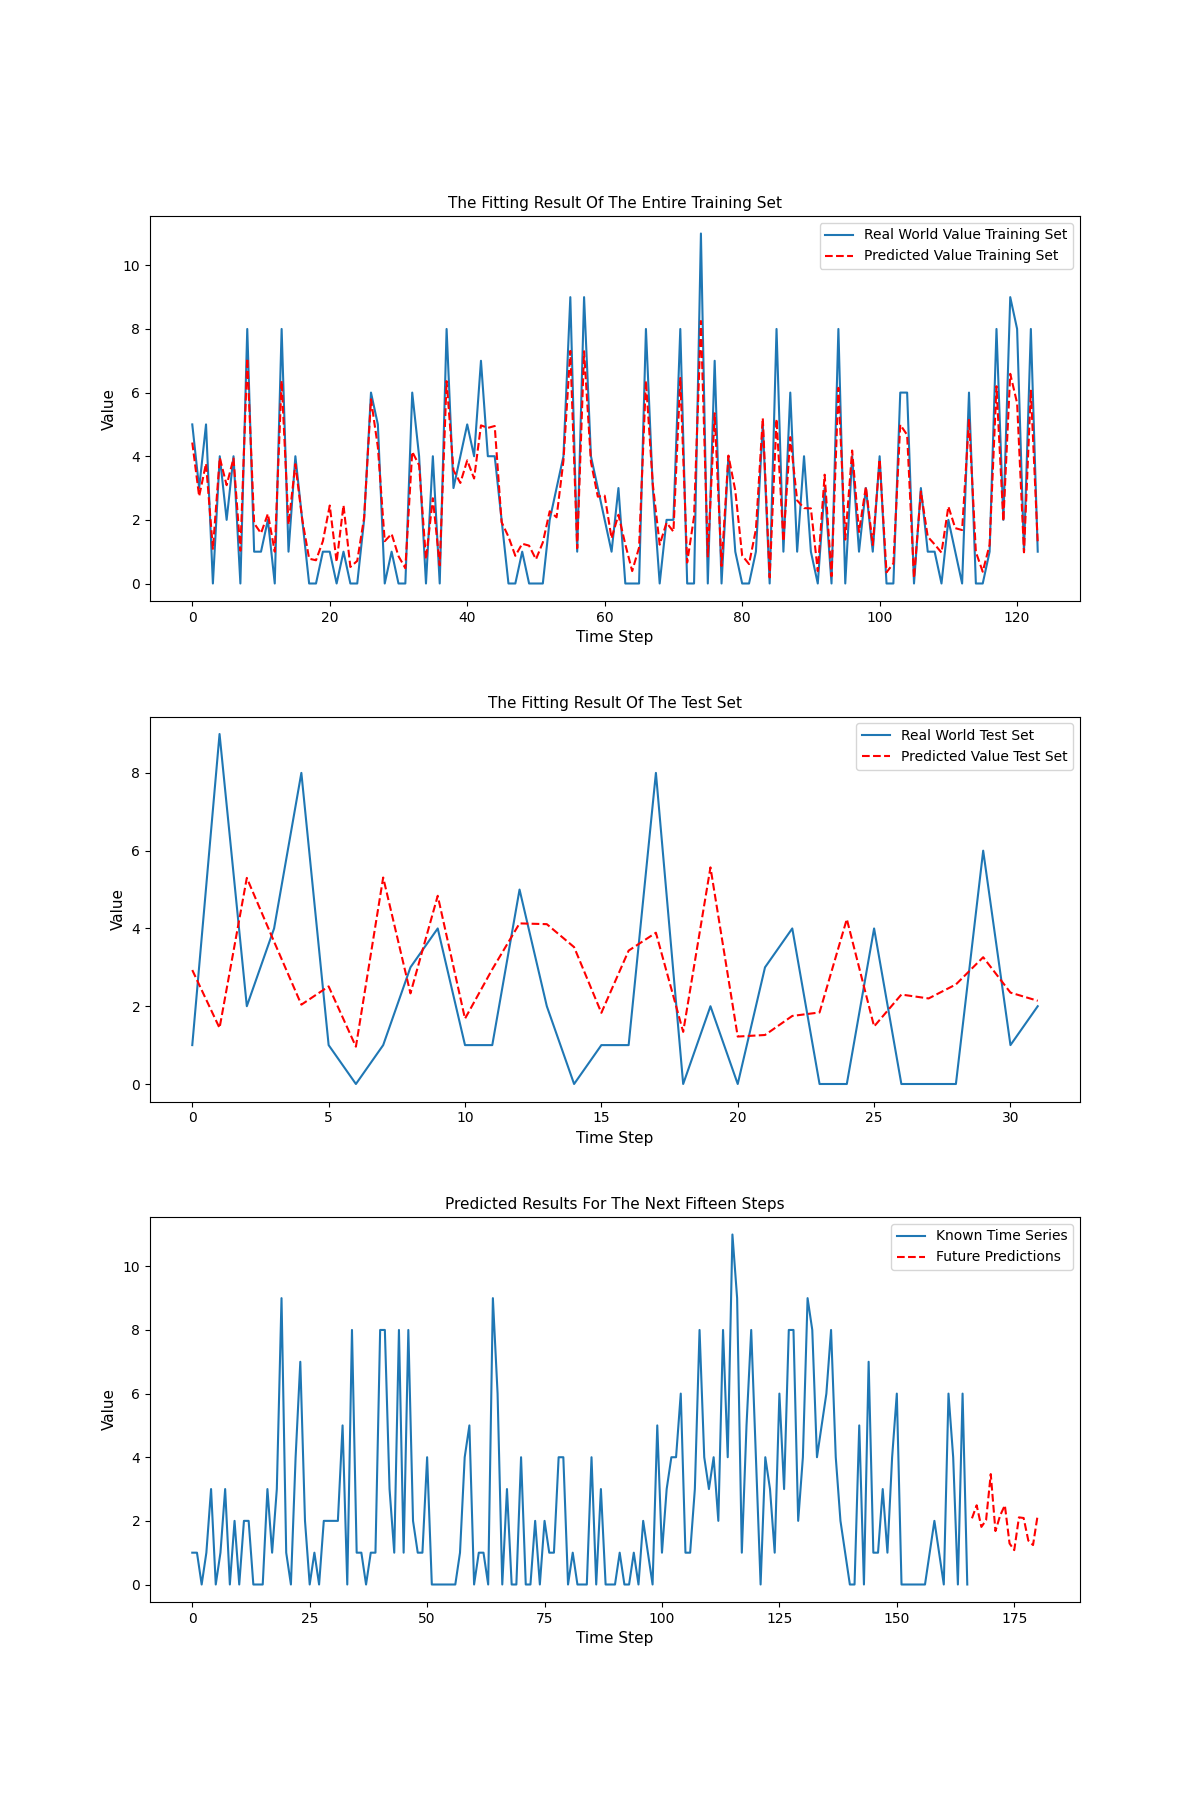 The Fitting Result Of The Entire Training Set
Real World Value Training Set
Predicted Value Training Set
Value
10
8
6
4
2
0
0 20 40 60 80 100 120
Time Step
The Fitting Result Of The Test Set
Real World Test Set
Predicted Value Test Set
Value
8
6
4
2
0
0 5 10 15 20 25 30
Time Step
Predicted Results For The Next Fifteen Steps
Known Time Series
Future Predictions
Value
10
8
6
4
2
0
0 25 50 75 100 125 150 175
Time Step